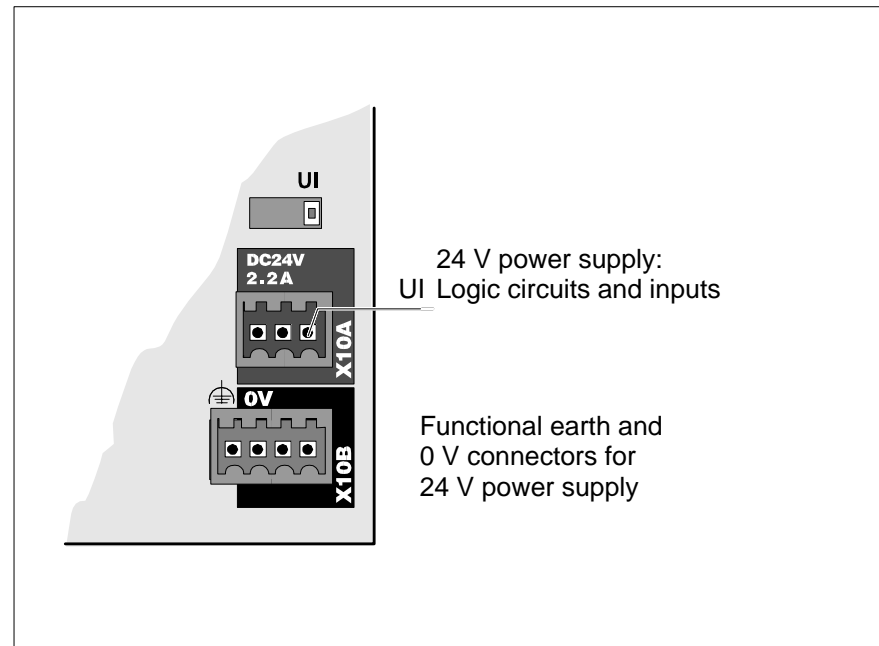 UI
DC24V
2.2A
X10A
24 V power supply:
UI Logic circuits and inputs
0V
X10B
Functional earth and
0 V connectors for
24 V power supply